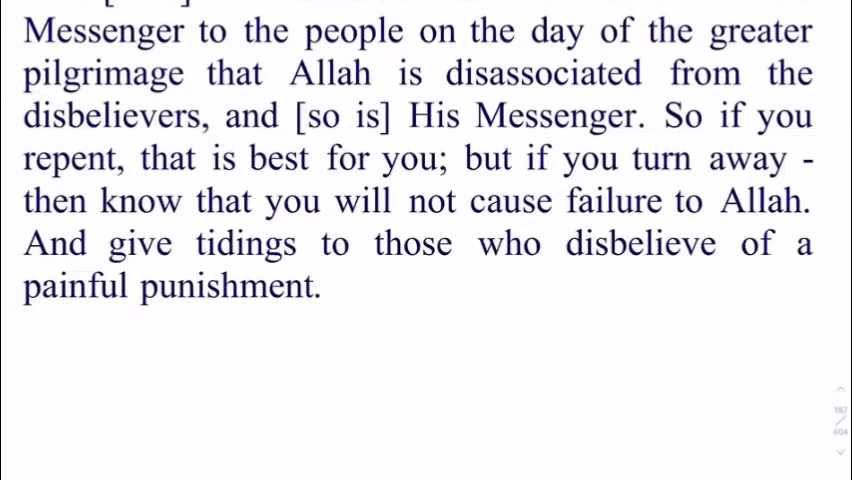 Messenger to the people on the day of the greater
pilgrimage that Allah is disassociated from the
disbelievers, and [so is] His Messenger. So if you
repent, that is best for you; but if you turn away -
then know that you will not cause failure to Allah.
And give tidings to those who disbelieve of a
painful punishment.
187
/
604